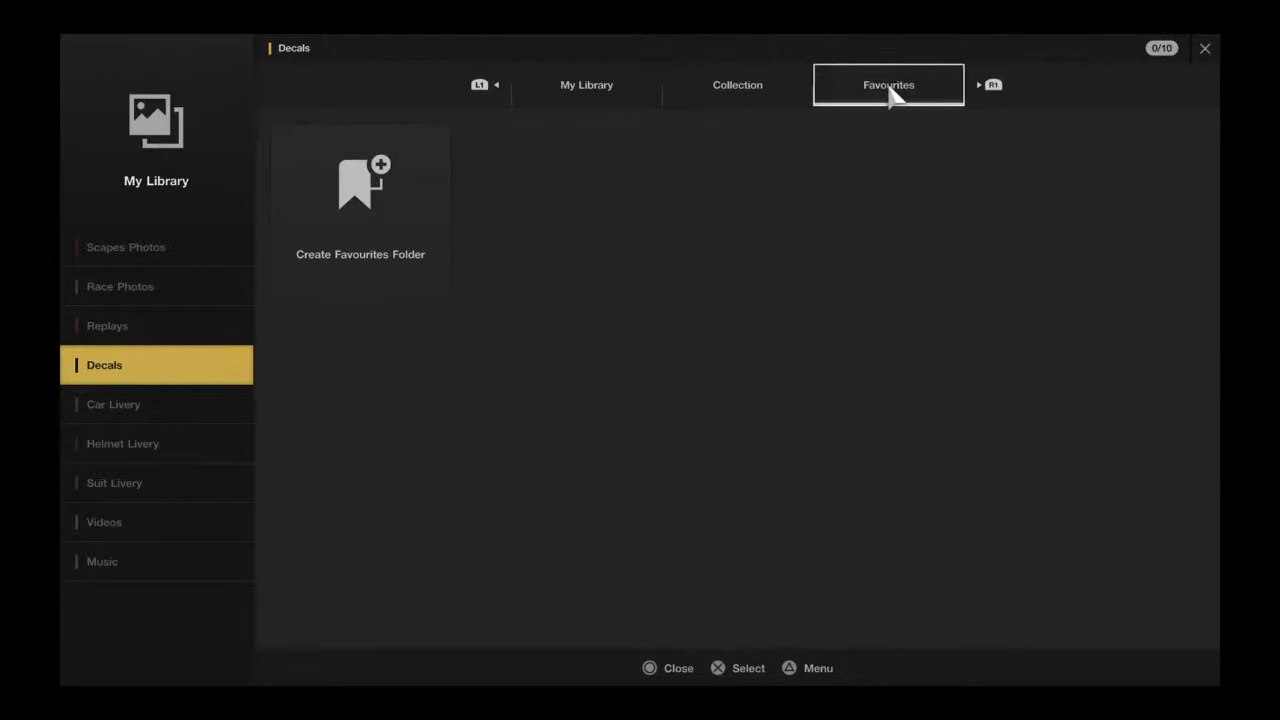 Decals
0/10
L1
My Library
Collection
Favourites
R1
My Library
Create Favourites Folder
Scapes Photos
Race Photos
Replays
Decals
Car Livery
Helmet Livery
Suit Livery
Videos
Music
Close
Select
Menu